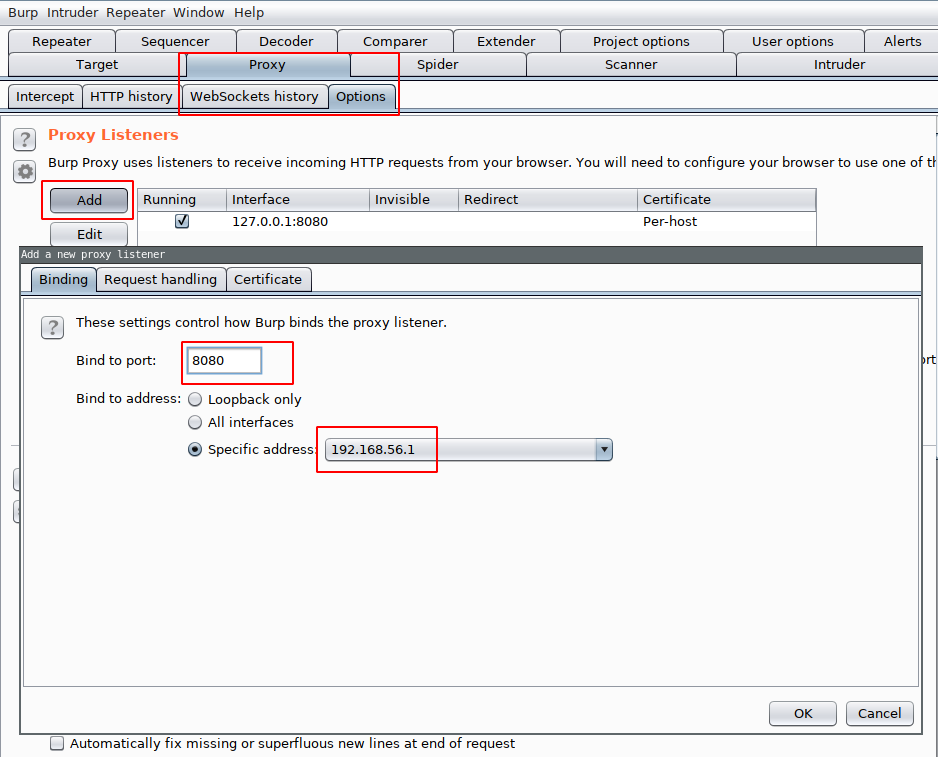 Burp Intruder Repeater Window Help
Repeater Sequencer Decoder Comparer Extender Project options User options Alerts
Target Proxy Spider Scanner Intruder
Intercept HTTP history WebSockets history Options
? Proxy Listeners
Burp Proxy uses listeners to receive incoming HTTP requests from your browser. You will need to configure your browser to use one of
Add Running Interface Invisible Redirect Certificate
127.0.0.1:8080 Per-host
Edit
Add a new proxy listener
Binding Request handling Certificate
? These settings control how Burp binds the proxy listener.
Bind to port: 8080
Bind to address: Loopback only
All interfaces
Specific address: 192.168.56.1
OK Cancel
Automatically fix missing or superfluous new lines at end of request